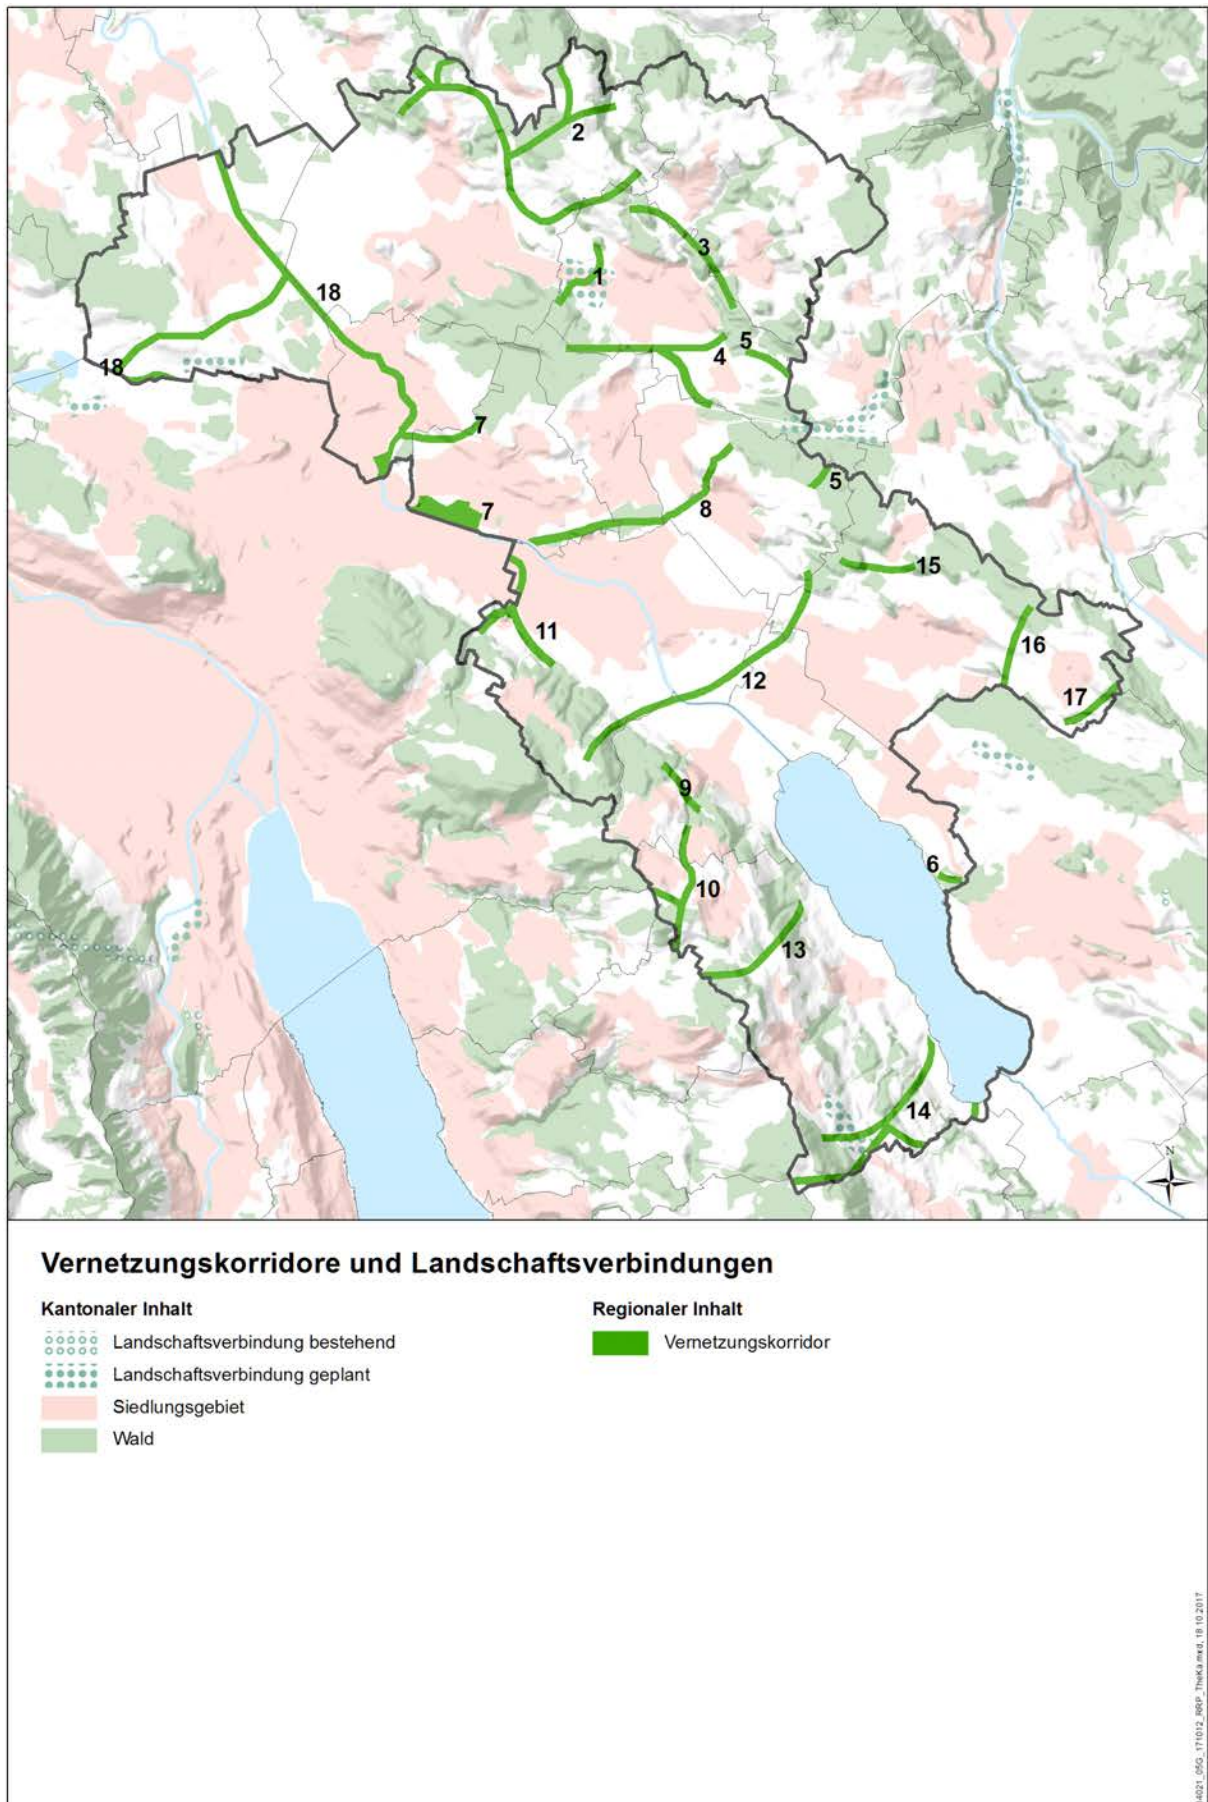 2
3
1
18
5
4
18
7
5
7
8
15
11
16
12
17
9
6
10
13
14
N
Vernetzungskorridore und Landschaftsverbindungen
Kantonaler Inhalt
Landschaftsverbindung bestehend
Landschaftsverbindung geplant
Siedlungsgebiet
Wald
Regionaler Inhalt
Vernetzungskorridor